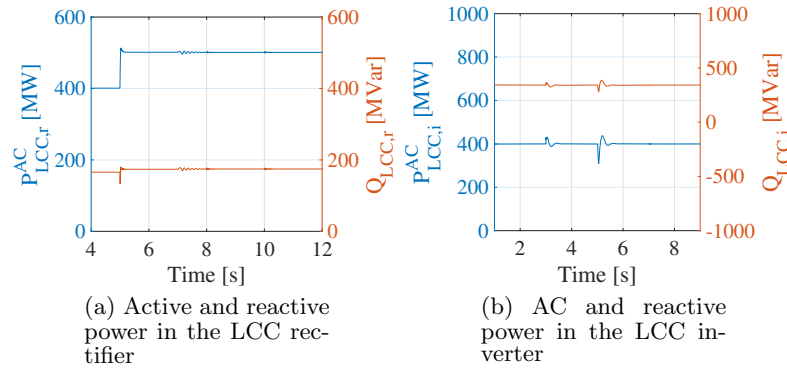 600
400
200
0
P^AC_LCC,r [MW]
600
400
200
0
Q_LCC,r [MVar]
4 6 8 10 12
Time [s]
(a) Active and reactive
power in the LCC rec-
tifier
1000
800
600
400
200
0
P^AC_LCC,i [MW]
1000
500
0
-500
-1000
Q_LCC,i [MVar]
2 4 6 8
Time [s]
(b) AC and reactive
power in the LCC in-
verter